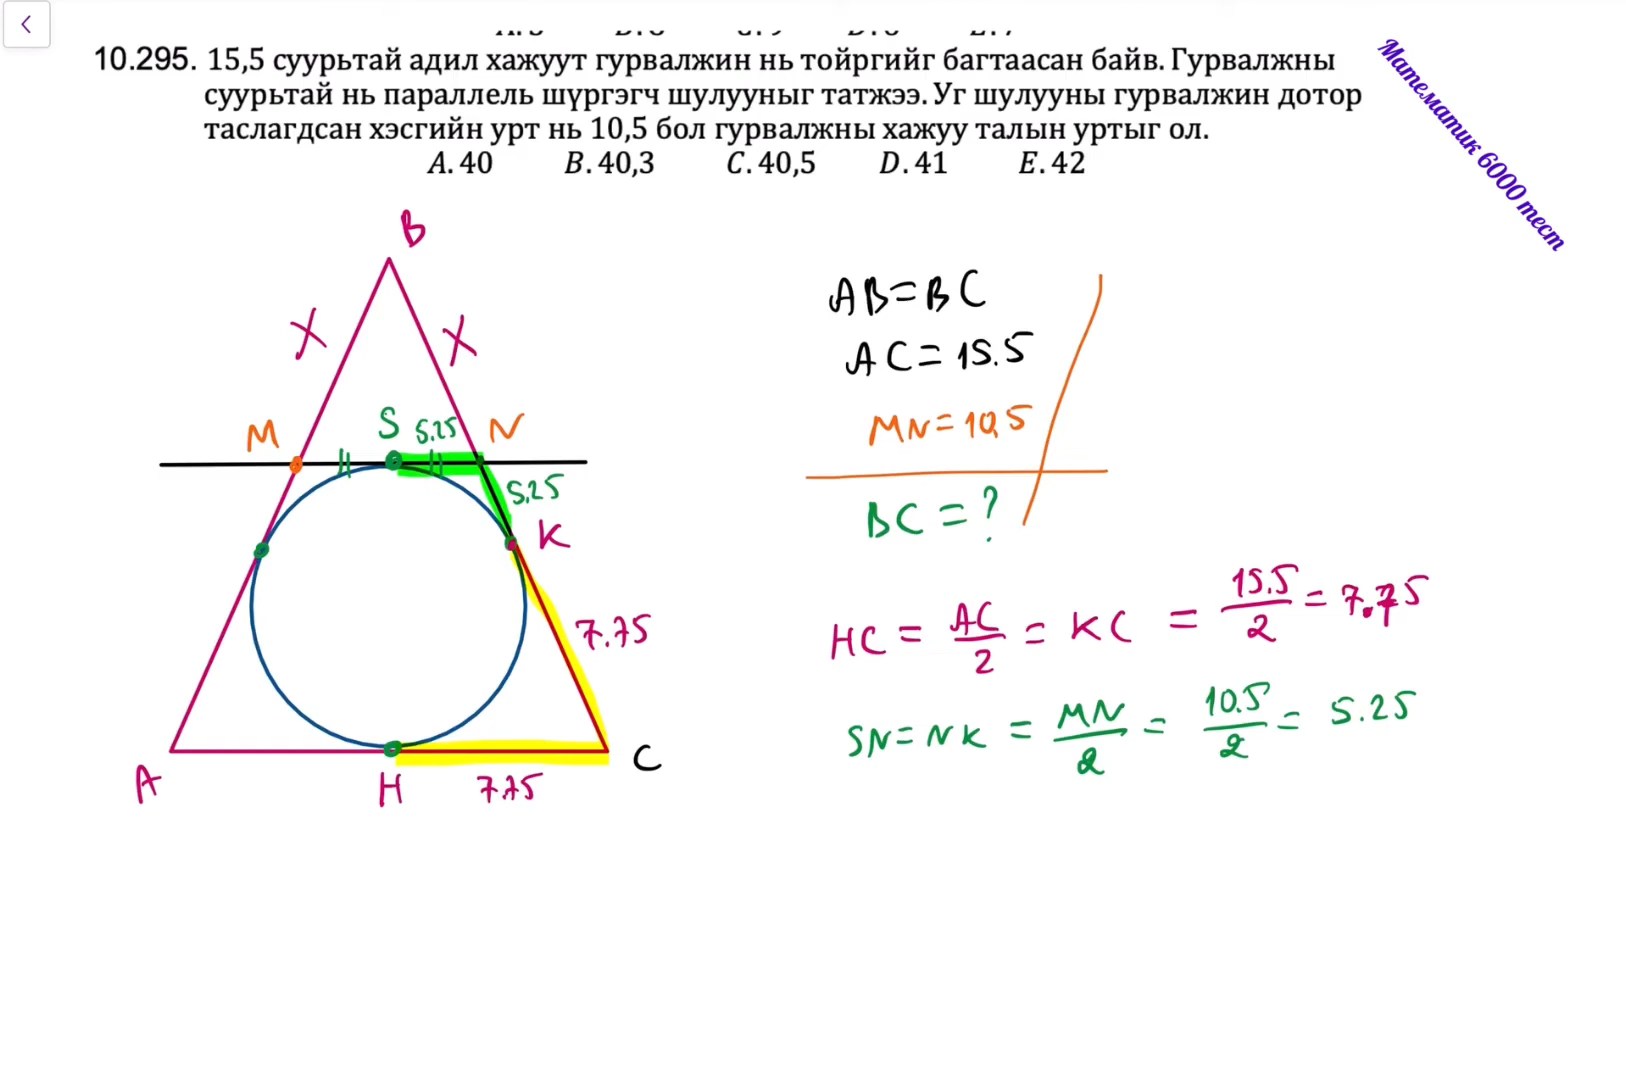 10.295. 15,5 суурьтай адил хажуут гурвалжин нь тойргийг багтаасан байв. Гурвалжны
суурьтай нь параллель шүргэгч шулууныг татжээ. Уг шулууны гурвалжин дотор
таслагдсан хэсгийн урт нь 10,5 бол гурвалжны хажуу талын уртыг ол.
A. 40 B. 40,3 C. 40,5 D. 41 E. 42
Математик 6000 тест
B
X X
M S 5.25 N
5.25
K
7.75
A H 7.75 C
AB=BC
AC=15.5
MN=10,5
BC=?
HC = AC/2 = KC = 15.5/2 = 7.75
SN=NK = MN/2 = 10.5/2 = 5.25